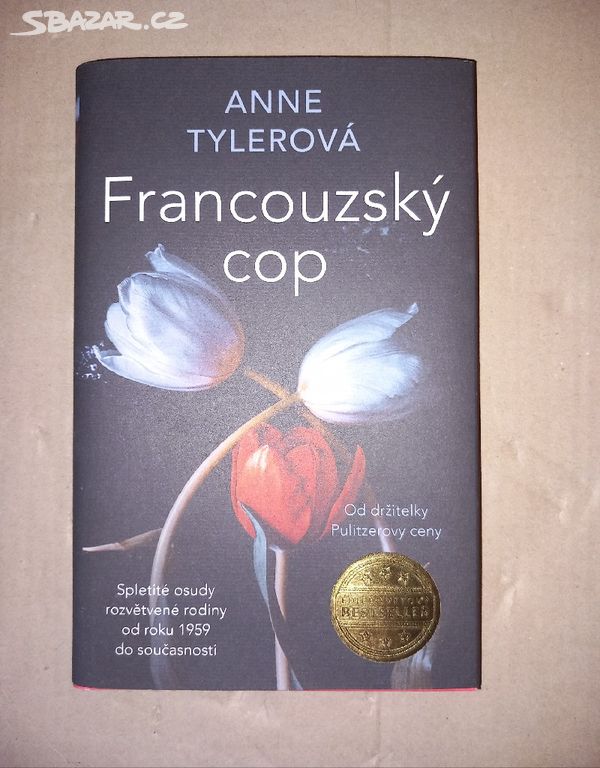 SBAZAR.CZ
ANNE
TYLEROVÁ
Francouzský
cop
Od držitelky
Pulitzerovy ceny
BESTSELLER
Spletité osudy
rozvětvené rodiny
od roku 1959
do současnosti